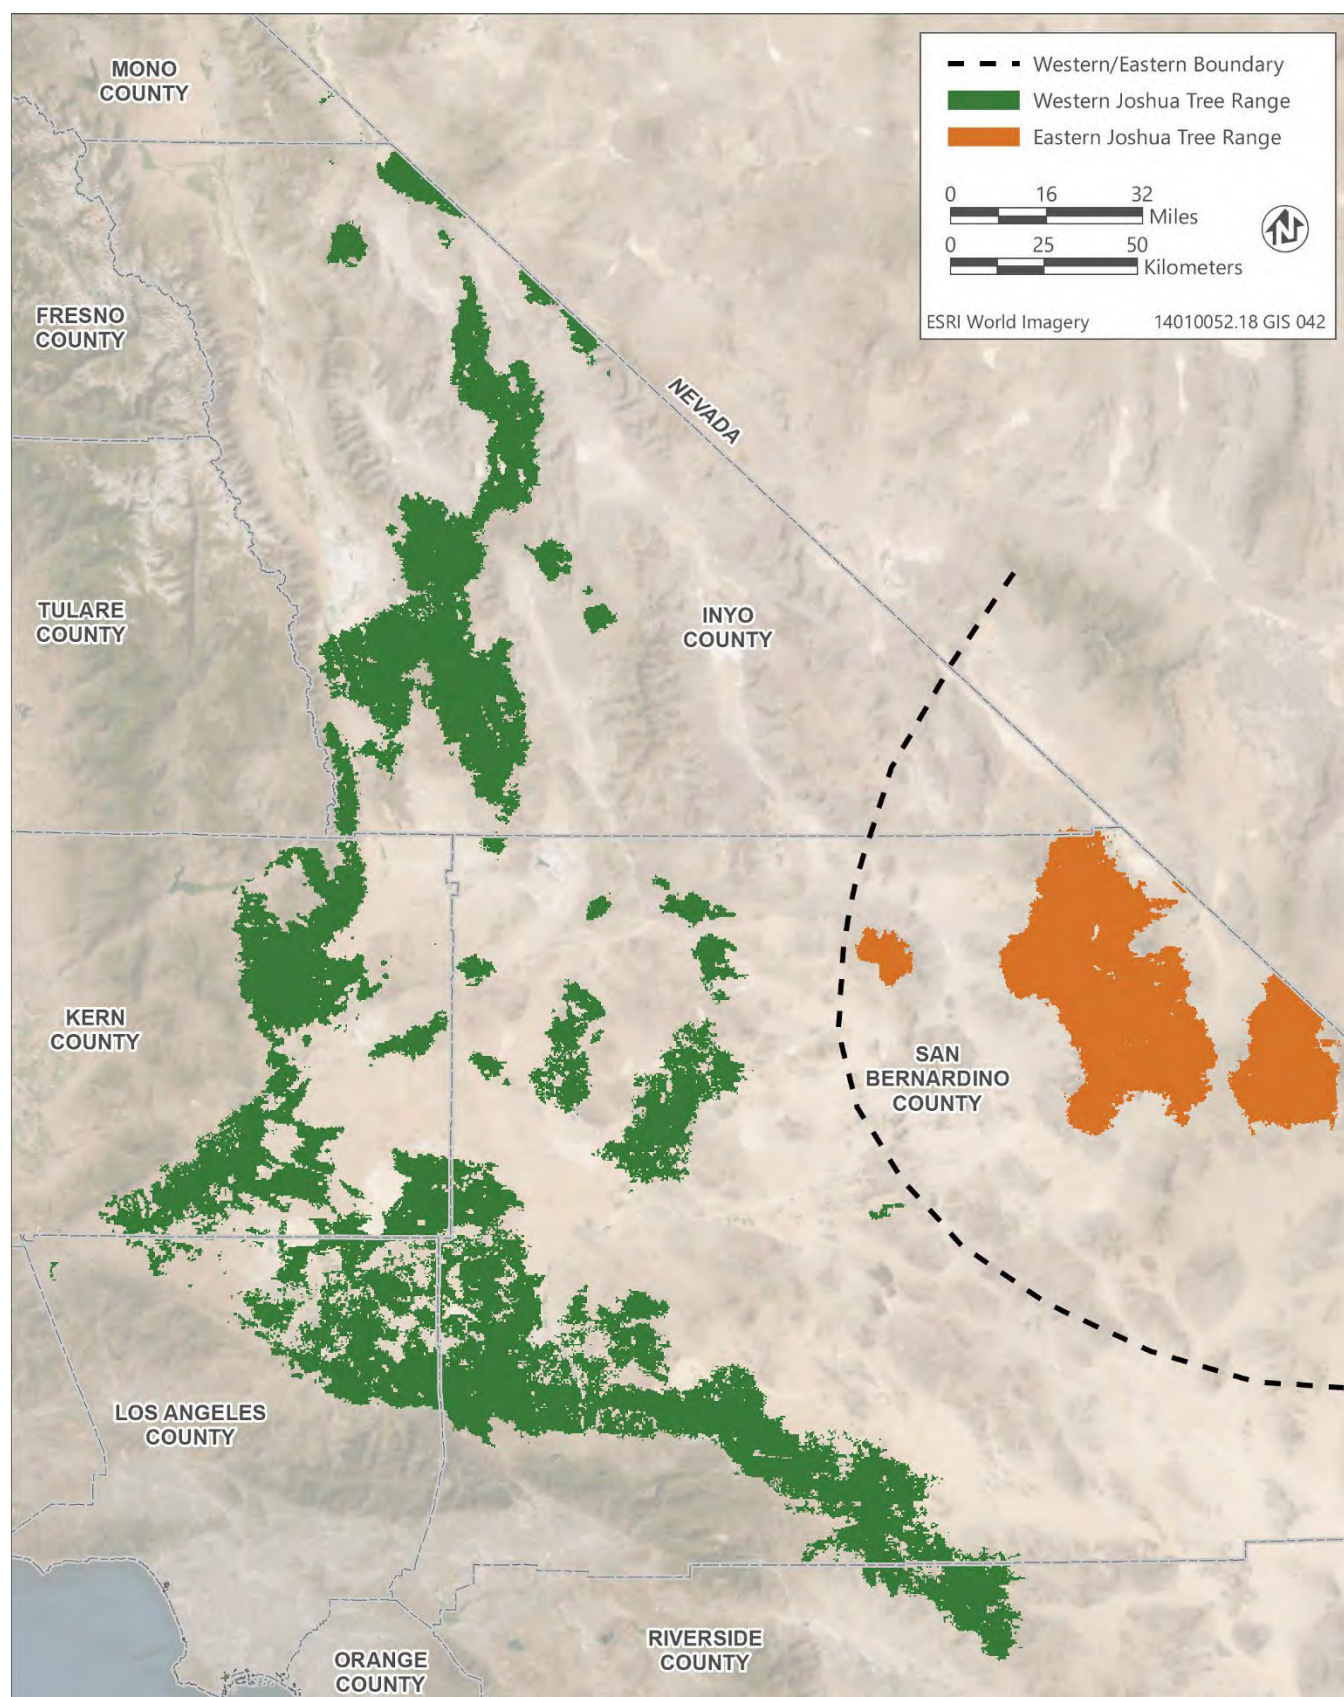 MONO
COUNTY
Western/Eastern Boundary
Western Joshua Tree Range
Eastern Joshua Tree Range
0 16 32
Miles
0 25 50
Kilometers
N
ESRI World Imagery 14010052.18 GIS 042
FRESNO
COUNTY
NEVADA
TULARE
COUNTY
INYO
COUNTY
KERN
COUNTY
SAN
BERNARDINO
COUNTY
LOS ANGELES
COUNTY
RIVERSIDE
COUNTY
ORANGE
COUNTY